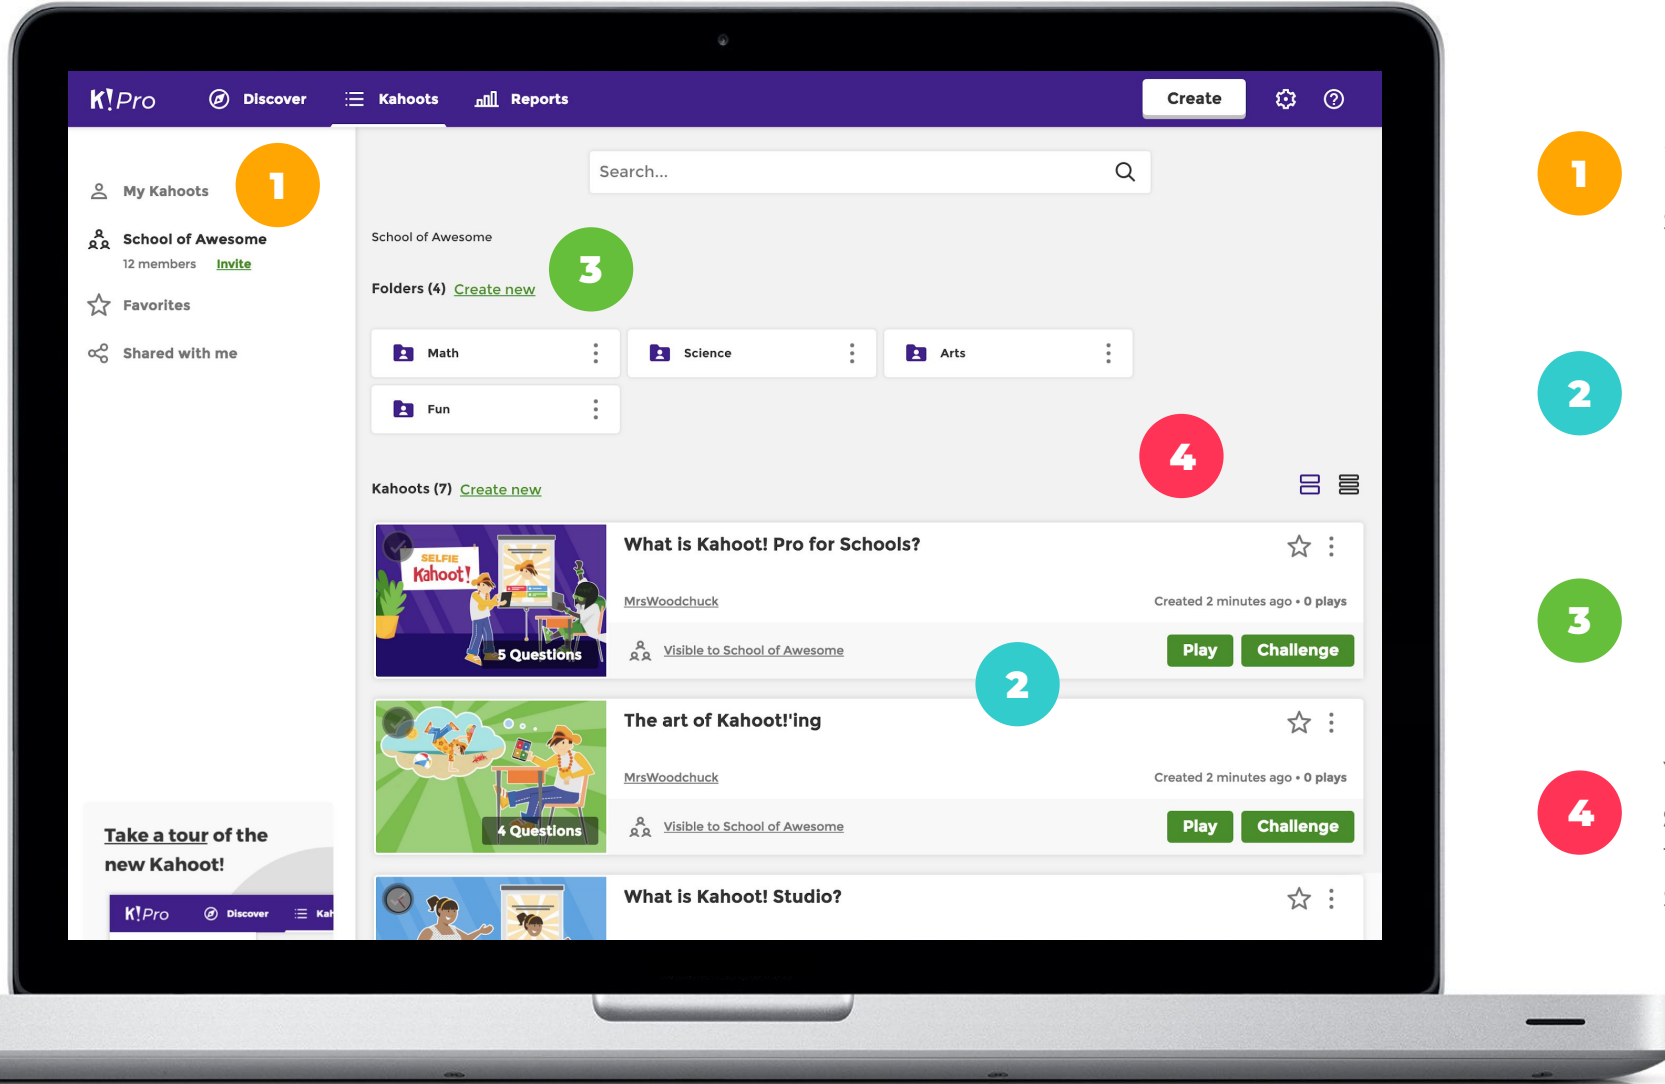 K!Pro
Discover
Kahoots
Reports
Create
1
My Kahoots
School of Awesome
12 members Invite
Favorites
Shared with me
Search...
School of Awesome
3
Folders (4) Create new
Math
Science
Arts
Fun
4
Kahoots (7) Create new
SELFIE
Kahoot!
5 Questions
What is Kahoot! Pro for Schools?
MrsWoodchuck
Created 2 minutes ago • 0 plays
Visible to School of Awesome
Play
Challenge
2
4 Questions
The art of Kahoot!'ing
MrsWoodchuck
Created 2 minutes ago • 0 plays
Visible to School of Awesome
Play
Challenge
What is Kahoot! Studio?
Take a tour of the
new Kahoot!
K!Pro
Discover
1
2
3
4